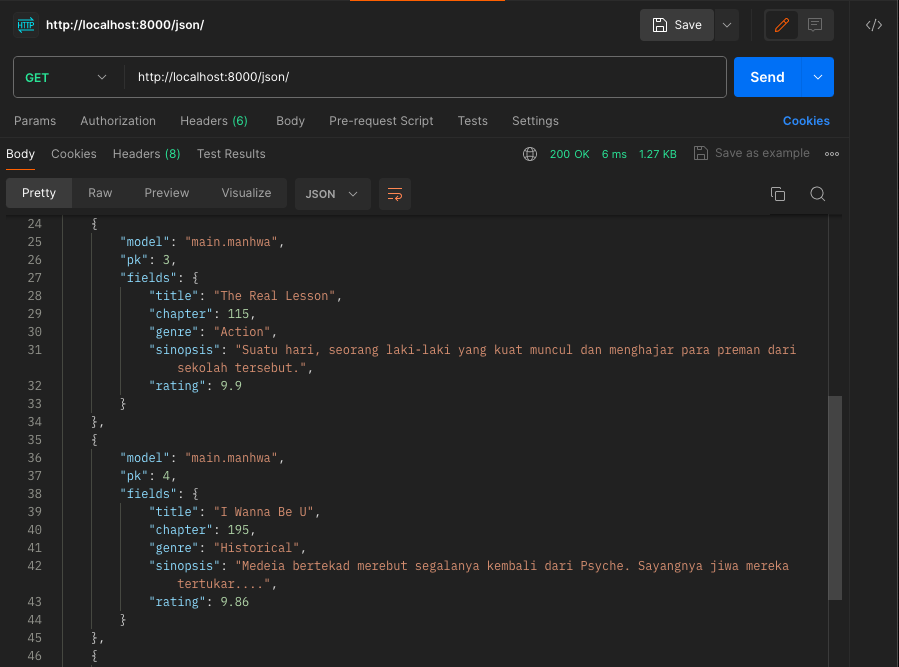 HTTP http://localhost:8000/json/ Save
GET http://localhost:8000/json/ Send
Params Authorization Headers (6) Body Pre-request Script Tests Settings Cookies
Body Cookies Headers (8) Test Results 200 OK 6 ms 1.27 KB Save as example
Pretty Raw Preview Visualize JSON
24 {
25 "model": "main.manhwa",
26 "pk": 3,
27 "fields": {
28 "title": "The Real Lesson",
29 "chapter": 115,
30 "genre": "Action",
31 "sinopsis": "Suatu hari, seorang laki-laki yang kuat muncul dan menghajar para preman dari
sekolah tersebut.",
32 "rating": 9.9
33 }
34 },
35 {
36 "model": "main.manhwa",
37 "pk": 4,
38 "fields": {
39 "title": "I Wanna Be U",
40 "chapter": 195,
41 "genre": "Historical",
42 "sinopsis": "Medeia bertekad merebut segalanya kembali dari Psyche. Sayangnya jiwa mereka
tertukar....",
43 "rating": 9.86
44 }
45 },
46 {